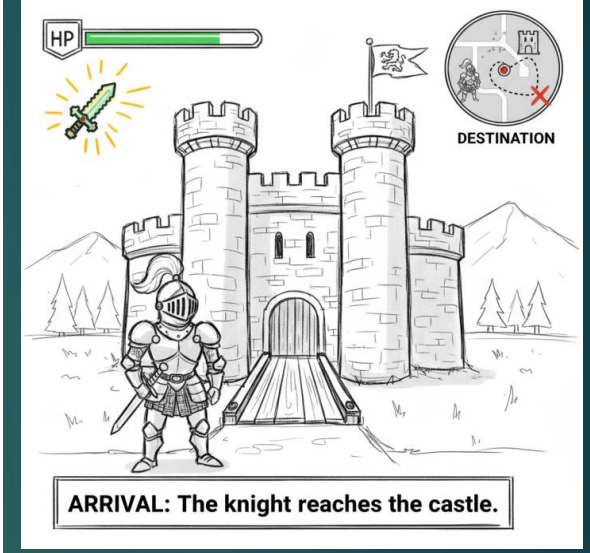 HP
DESTINATION
ARRIVAL: The knight reaches the castle.